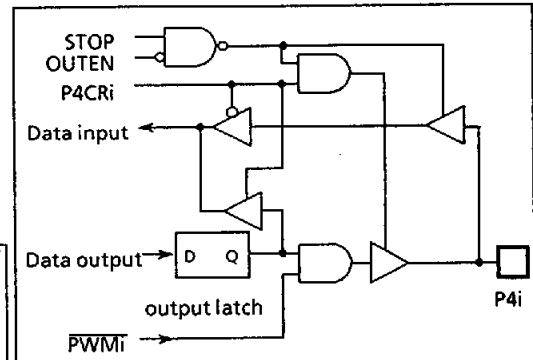 STOP
OUTEN
P4CRi
Data input
Data output
D Q
output latch
P4i
PWMi